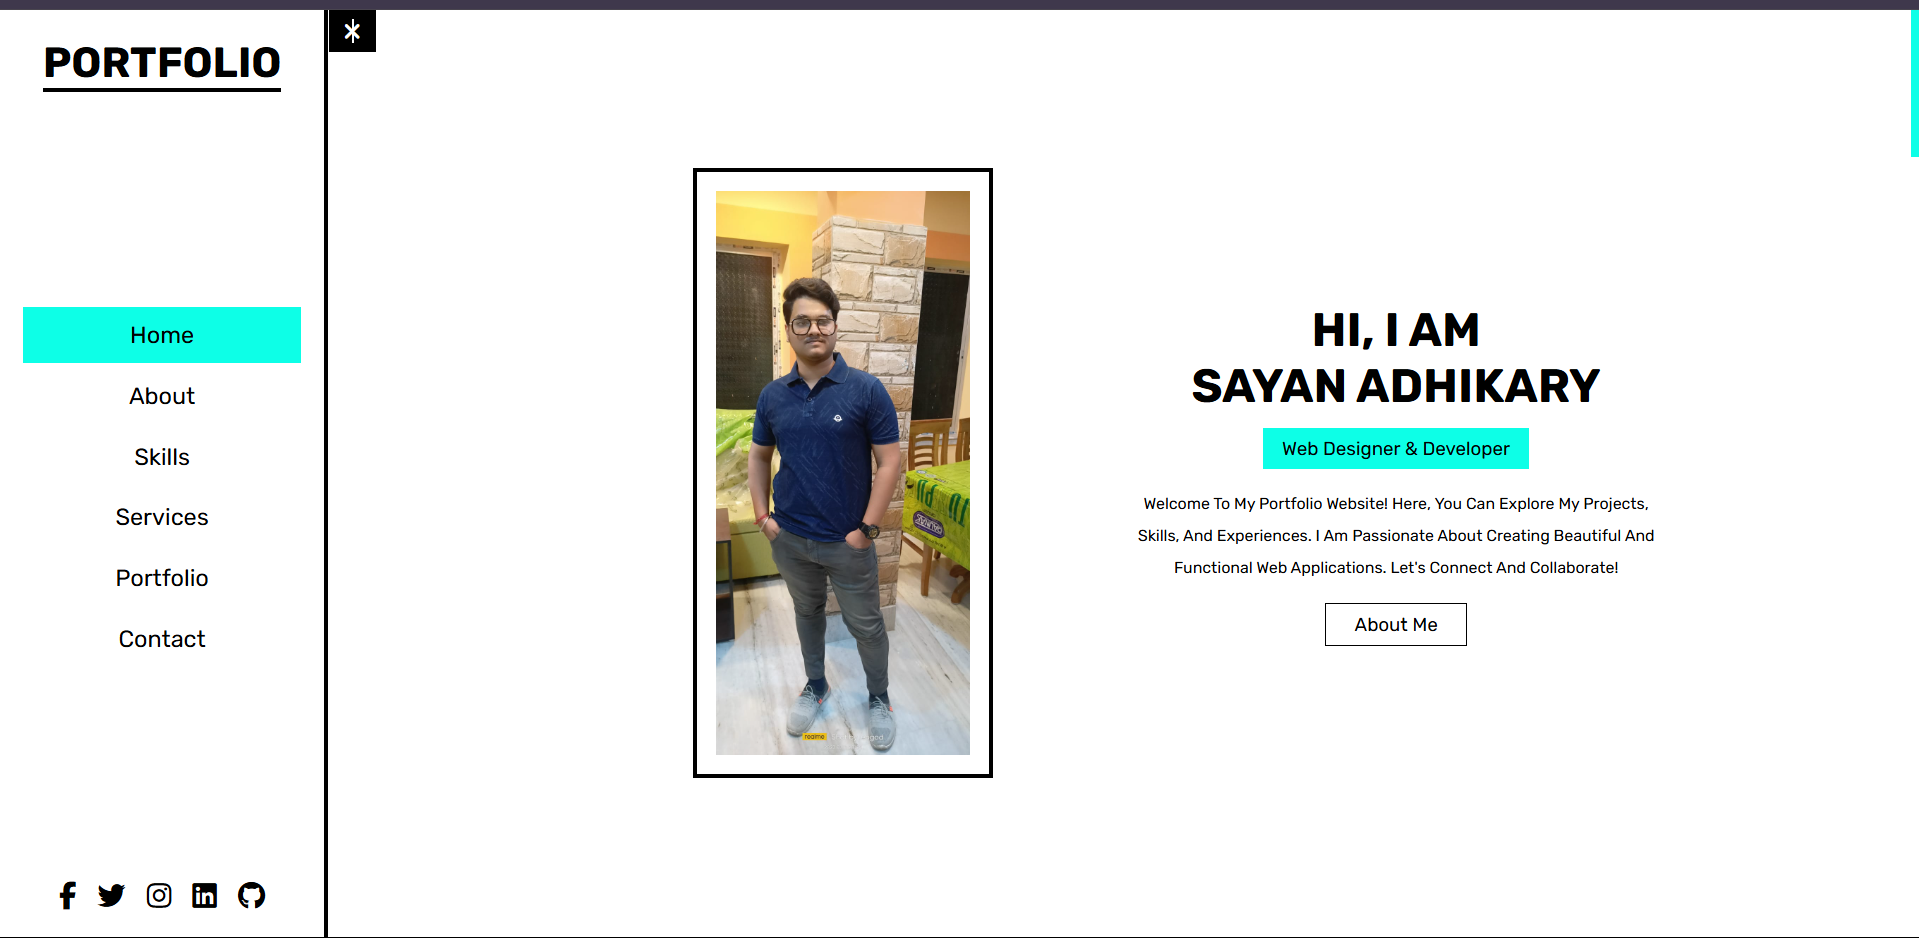 PORTFOLIO
Home
About
Skills
Services
Portfolio
Contact
HI, I AM
SAYAN ADHIKARY
Web Designer & Developer
Welcome To My Portfolio Website! Here, You Can Explore My Projects,
Skills, And Experiences. I Am Passionate About Creating Beautiful And
Functional Web Applications. Let's Connect And Collaborate!
About Me
realme